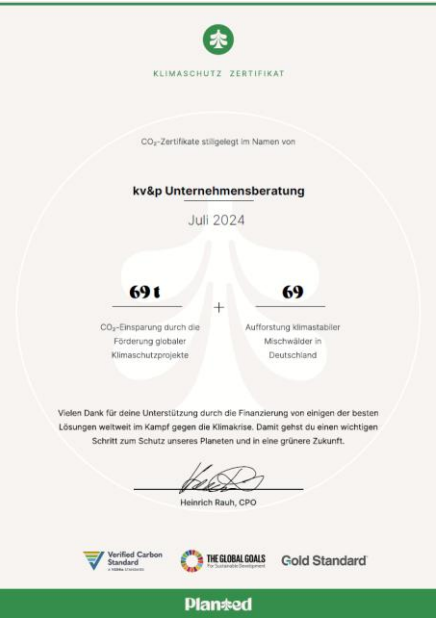 KLIMASCHUTZ ZERTIFIKAT
CO₂-Zertifikate stillgelegt im Namen von
kv&p Unternehmensberatung
Juli 2024
69 t
+
69
CO₂-Einsparung durch die
Förderung globaler
Klimaschutzprojekte
Aufforstung klimastabiler
Mischwälder in
Deutschland
Vielen Dank für deine Unterstützung durch die Finanzierung von einigen der besten
Lösungen weltweit im Kampf gegen die Klimakrise. Damit gehst du einen wichtigen
Schritt zum Schutz unseres Planeten und in eine grünere Zukunft.
Heinrich Rauh, CPO
Verified Carbon
Standard
A VERRA STANDARD
THE GLOBAL GOALS
For Sustainable Development
Gold Standard
Planted